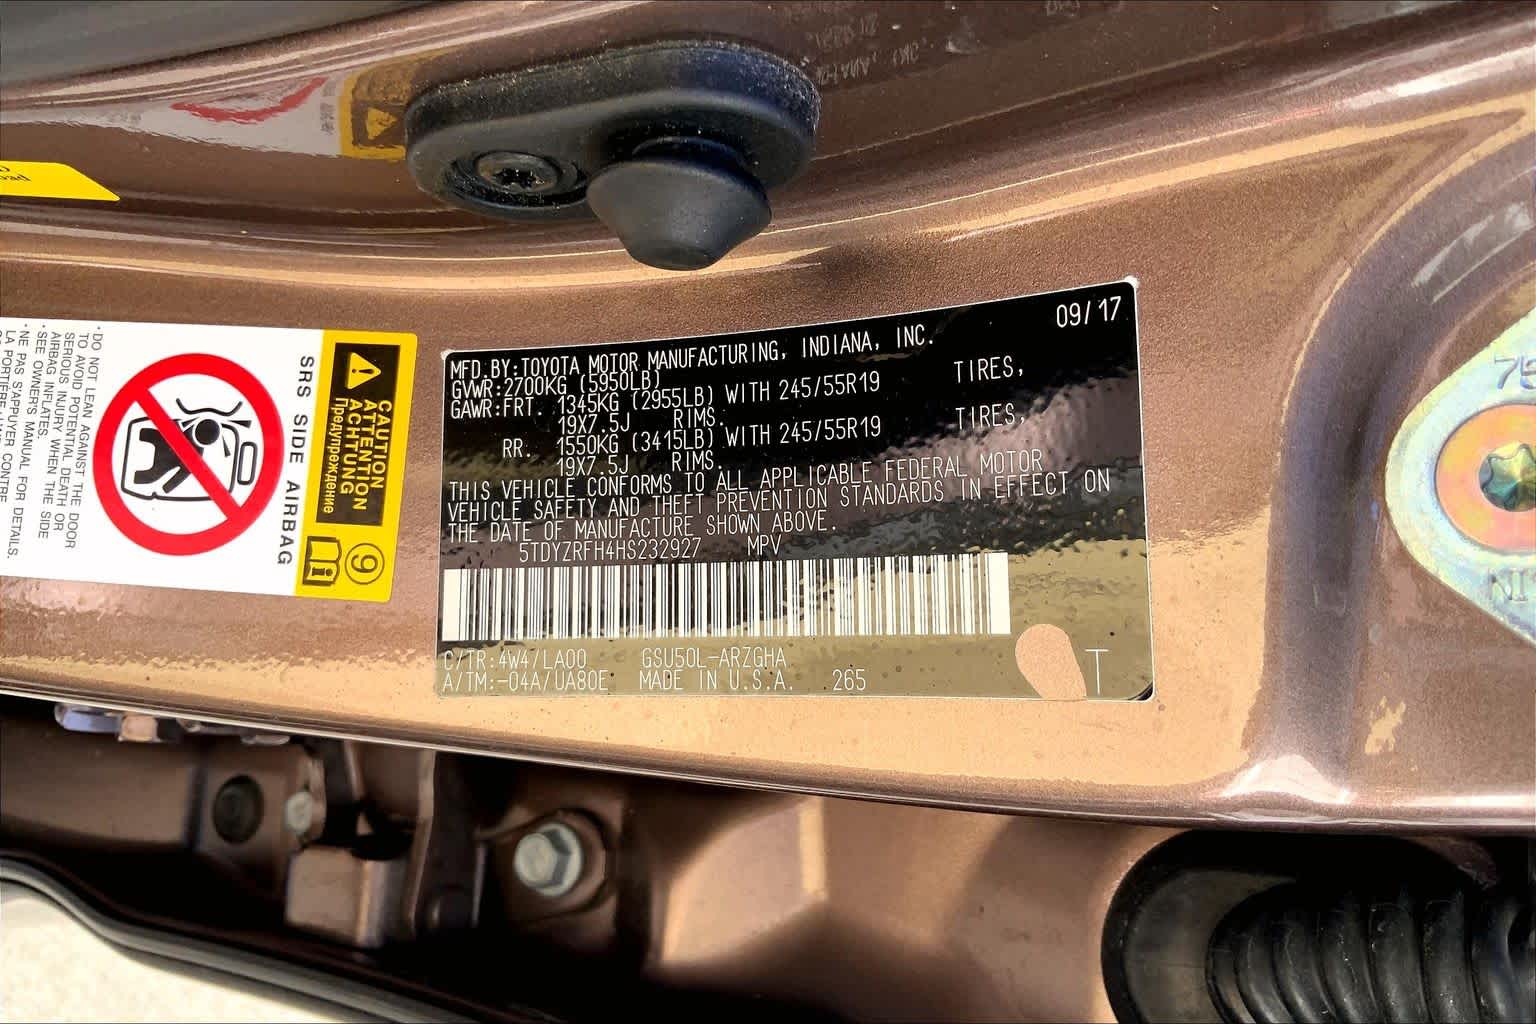 09/17
MFD.BY:TOYOTA MOTOR MANUFACTURING, INDIANA, INC.
GVWR:2700KG (5950LB)
GAWR:FRT. 1345KG (2955LB) WITH 245/55R19 TIRES,
19X7.5J RIMS.
RR. 1550KG (3415LB) WITH 245/55R19 TIRES,
19X7.5J RIMS.
THIS VEHICLE CONFORMS TO ALL APPLICABLE FEDERAL MOTOR
VEHICLE SAFETY AND THEFT PREVENTION STANDARDS IN EFFECT ON
THE DATE OF MANUFACTURE SHOWN ABOVE.
5TDYZRFH4HS232927 MPV
C/TR:4W4/LA00 GSU50L-ARZGHA
A/TM:-04A/UA80E MADE IN U.S.A. 265
T
CAUTION
ATTENTION
ACHTUNG
Предупреждение
9
SRS SIDE AIRBAG
·DO NOT LEAN AGAINST THE DOOR
TO AVOID POTENTIAL DEATH OR
SERIOUS INJURY WHEN THE SIDE
AIRBAG INFLATES.
·SEE OWNER'S MANUAL FOR DETAILS.
·NE PAS S'APPUYER CONTRE